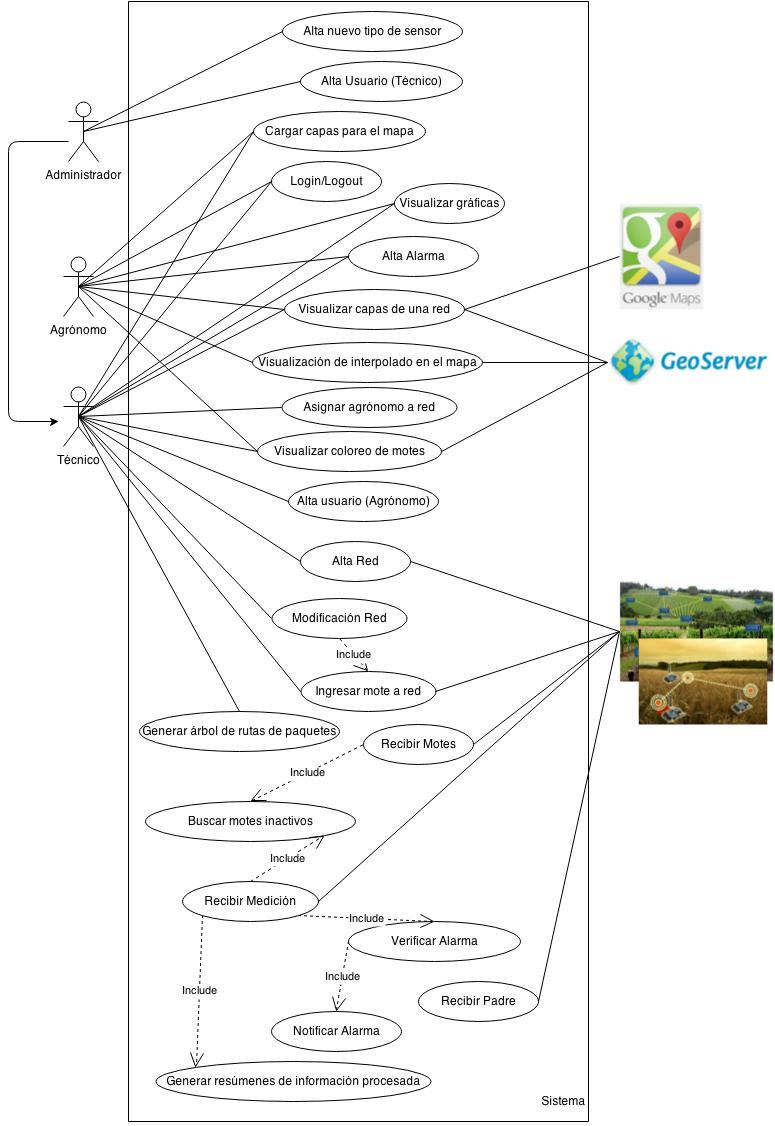 Alta nuevo tipo de sensor
Alta Usuario (Técnico)
Cargar capas para el mapa
Administrador
Login/Logout
Visualizar gráficas
Alta Alarma
Google Maps
Visualizar capas de una red
Agrónomo
Visualización de interpolado en el mapa
GeoServer
Asignar agrónomo a red
Visualizar coloreo de motes
Técnico
Alta usuario (Agrónomo)
Alta Red
Modificación Red
Include
Ingresar mote a red
Generar árbol de rutas de paquetes
Recibir Motes
Include
Buscar motes inactivos
Include
Recibir Medición
Include
Verificar Alarma
Include
Include
Recibir Padre
Notificar Alarma
Generar resúmenes de información procesada
Sistema